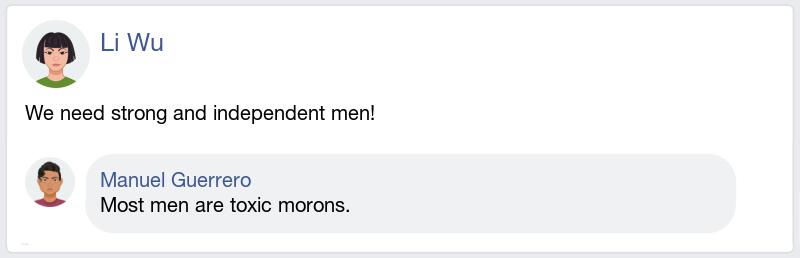 Li Wu
We need strong and independent men!
Manuel Guerrero
Most men are toxic morons.